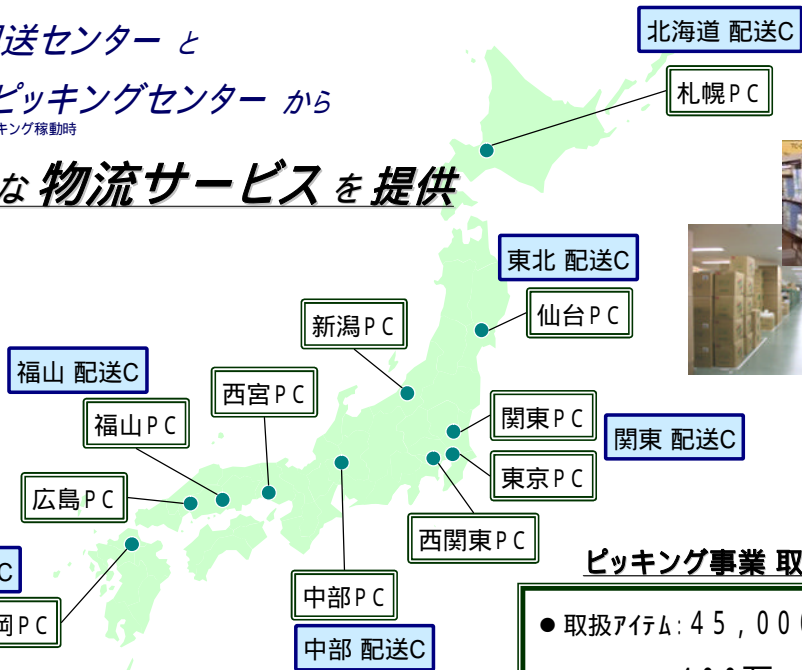 送センター と
ピッキングセンター から
キング稼動時
な 物流サービス を 提供
北海道 配送C
札幌PC
東北 配送C
仙台PC
新潟PC
福山 配送C
西宮PC
福山PC
関東PC
関東 配送C
広島PC
東京PC
西関東PC
C
岡PC
中部PC
中部 配送C
ピッキング事業 取
● 取扱アイテム:45,000